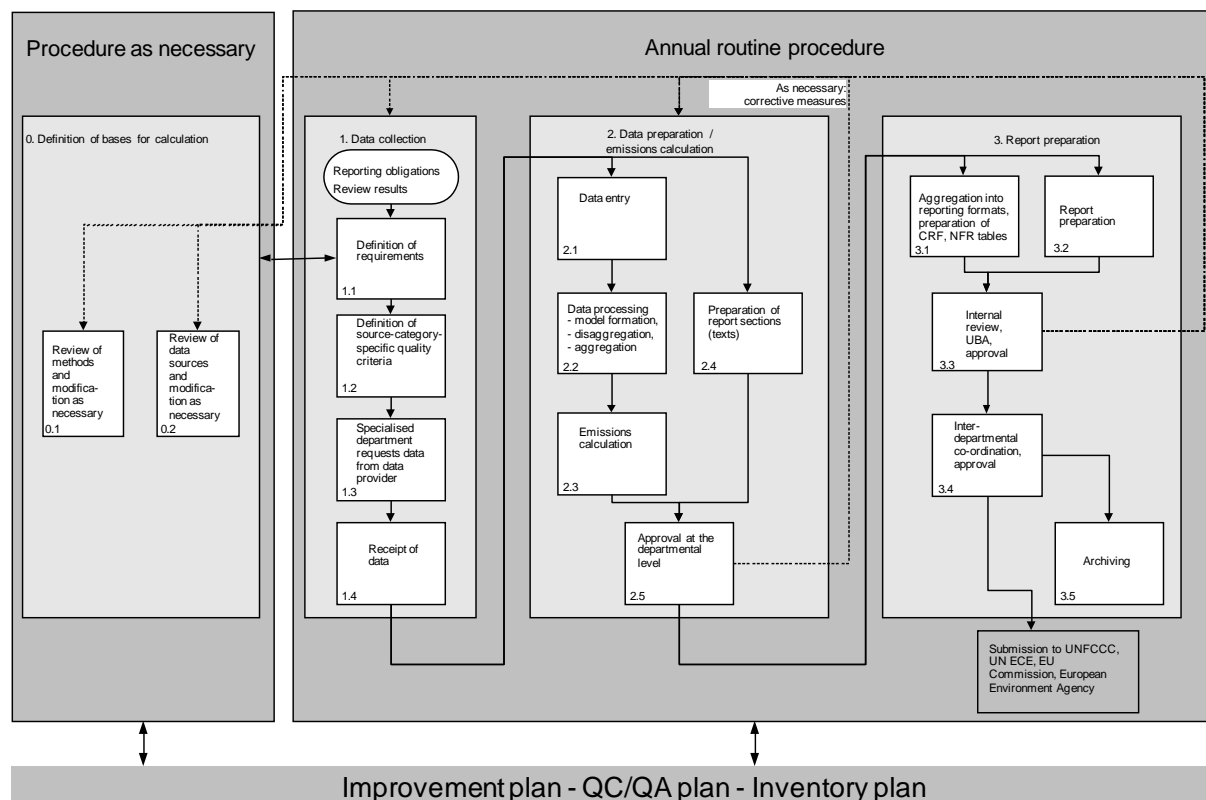 Procedure as necessary
Annual routine procedure
As necessary:
corrective measures
0. Definition of bases for calculation
Review of
methods
and
modifica-
tion as
necessary
0.1
Review of
data
sources
and
modifica-
tion as
necessary
0.2
1. Data collection
Reporting obligations
Review results
Definition of
requirements
1.1
Definition of
source-category-
specific quality
criteria
1.2
Specialised
department
requests data
from data
provider
1.3
Receipt of
data
1.4
2. Data preparation /
emissions calculation
Data entry
2.1
Data processing
- model formation,
- disaggregation,
- aggregation
2.2
Preparation of
report sections
(texts)
2.4
Emissions
calculation
2.3
Approval at the
departmental
level
2.5
3. Report preparation
Aggregation into
reporting formats,
preparation of
CRF, NFR tables
3.1
Report
preparation
3.2
Internal
review,
UBA,
approval
3.3
Inter-
departmental
co-ordination,
approval
3.4
Archiving
3.5
Submission to UNFCCC,
UN ECE, EU
Commission, European
Environment Agency
Improvement plan - QC/QA plan - Inventory plan